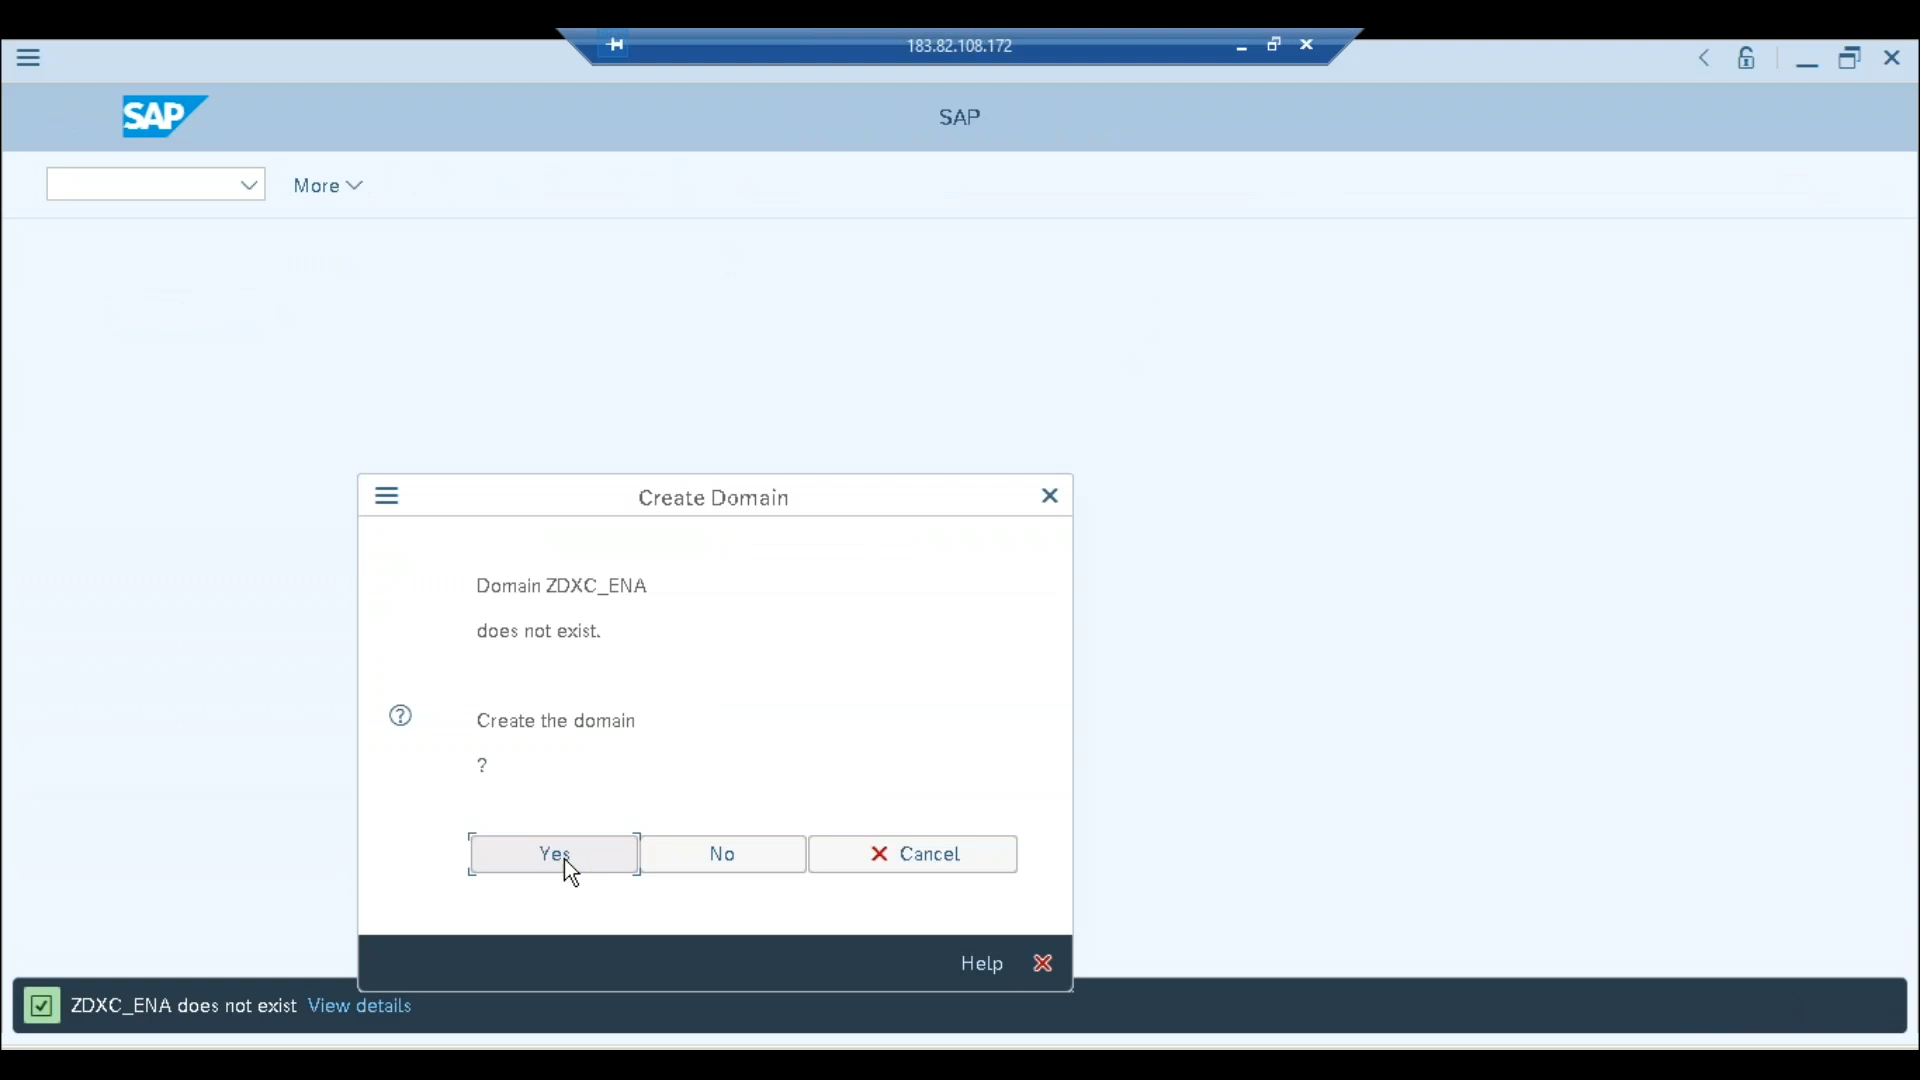 183.82.108.172
SAP
SAP
More
Create Domain
Domain ZDXC_ENA
does not exist.
Create the domain
?
Yes
No
Cancel
Help
ZDXC_ENA does not exist View details